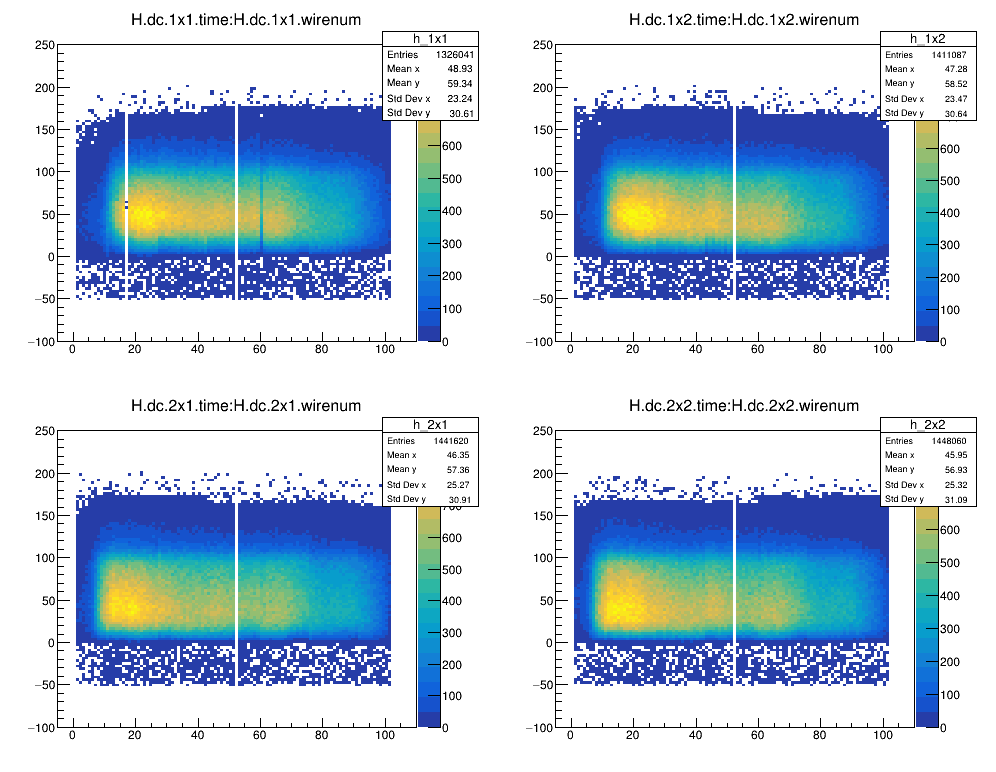 H.dc.1x1.time:H.dc.1x1.wirenum
h_1x1
Entries 1326041
Mean x 48.93
Mean y 59.34
Std Dev x 23.24
Std Dev y 30.61
250
200
150
100
50
0
−50
−100
0 20 40 60 80 100
600
500
400
300
200
100
0
H.dc.1x2.time:H.dc.1x2.wirenum
h_1x2
Entries 1411087
Mean x 47.28
Mean y 58.52
Std Dev x 23.47
Std Dev y 30.64
250
200
150
100
50
0
−50
−100
0 20 40 60 80 100
600
500
400
300
200
100
0
H.dc.2x1.time:H.dc.2x1.wirenum
h_2x1
Entries 1441620
Mean x 46.35
Mean y 57.36
Std Dev x 25.27
Std Dev y 30.91
250
200
150
100
50
0
−50
−100
0 20 40 60 80 100
700
600
500
400
300
200
100
0
H.dc.2x2.time:H.dc.2x2.wirenum
h_2x2
Entries 1448060
Mean x 45.95
Mean y 56.93
Std Dev x 25.32
Std Dev y 31.09
250
200
150
100
50
0
−50
−100
0 20 40 60 80 100
600
500
400
300
200
100
0